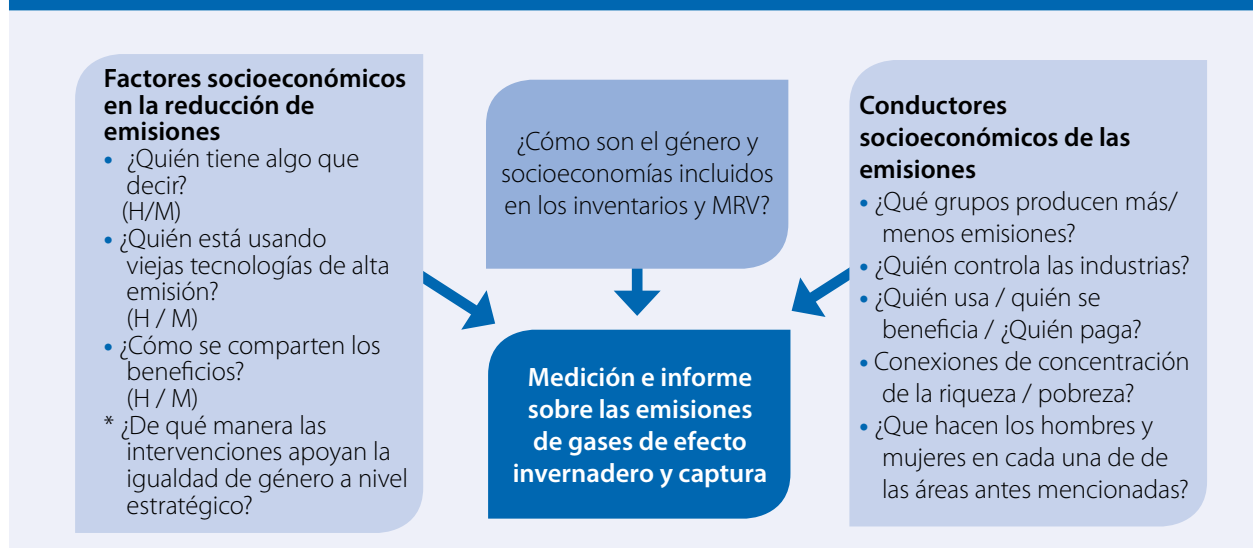 Factores socioeconómicos
en la reducción de
emisiones
• ¿Quién tiene algo que
decir?
(H/M)
• ¿Quién está usando
viejas tecnologías de alta
emisión?
(H / M)
• ¿Cómo se comparten los
beneficios?
(H / M)
* ¿De qué manera las
intervenciones apoyan la
igualdad de género a nivel
estratégico?
¿Cómo son el género y
socioeconomías incluidos
en los inventarios y MRV?
Medición e informe
sobre las emisiones
de gases de efecto
invernadero y captura
Conductores
socioeconómicos de las
emisiones
• ¿Qué grupos producen más/
menos emisiones?
• ¿Quién controla las industrias?
• ¿Quién usa / quién se
beneficia / ¿Quién paga?
• Conexiones de concentración
de la riqueza / pobreza?
• ¿Que hacen los hombres y
mujeres en cada una de de
las áreas antes mencionadas?